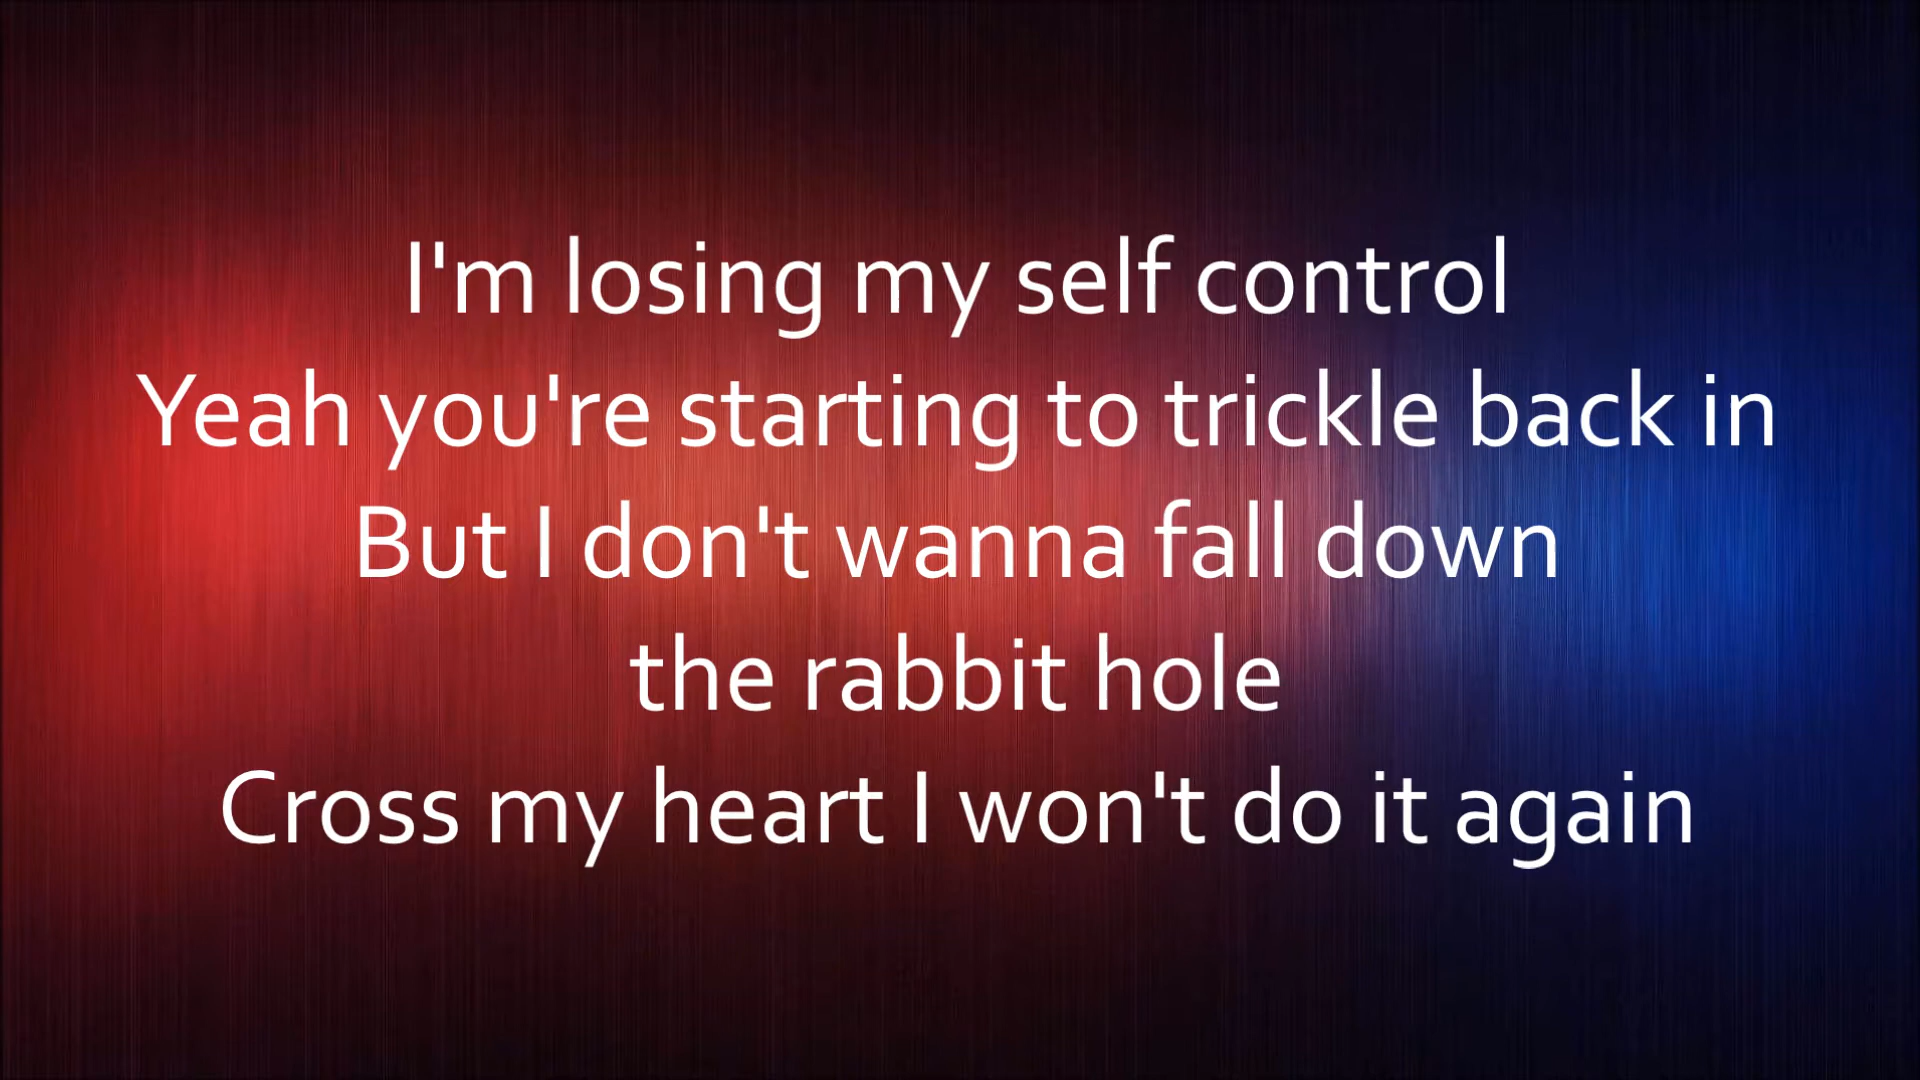 I'm losing my self control
Yeah you're starting to trickle back in
But I don't wanna fall down
the rabbit hole
Cross my heart I won't do it again